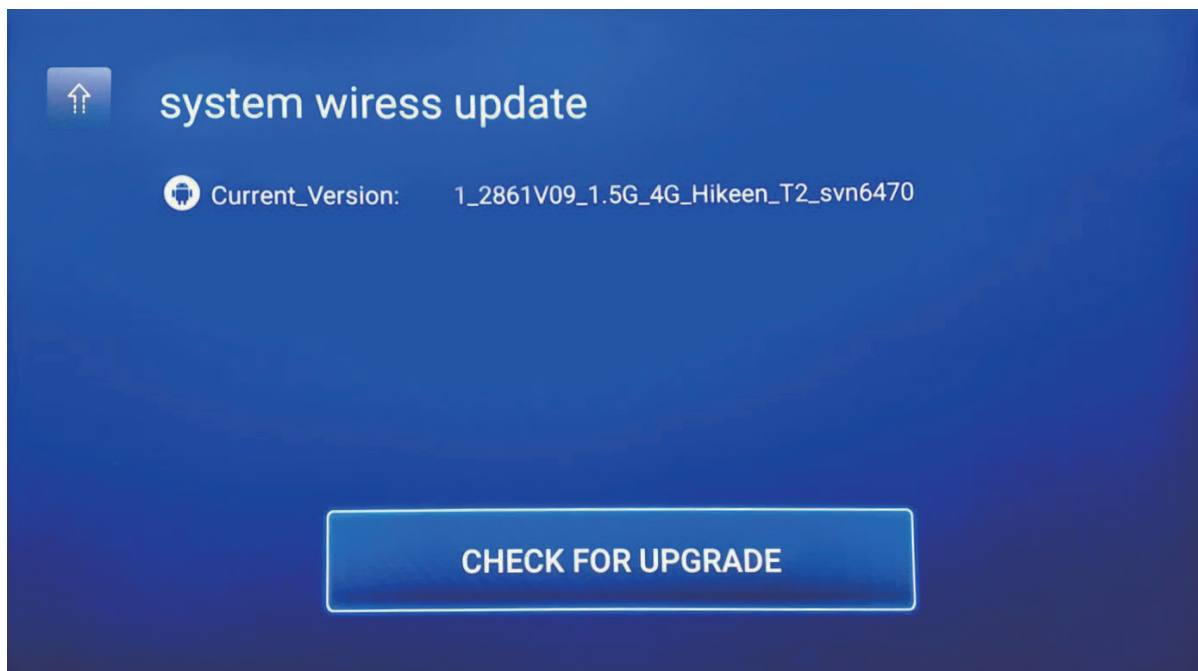 system wiress update
Current_Version: 1_2861V09_1.5G_4G_Hikeen_T2_svn6470
CHECK FOR UPGRADE